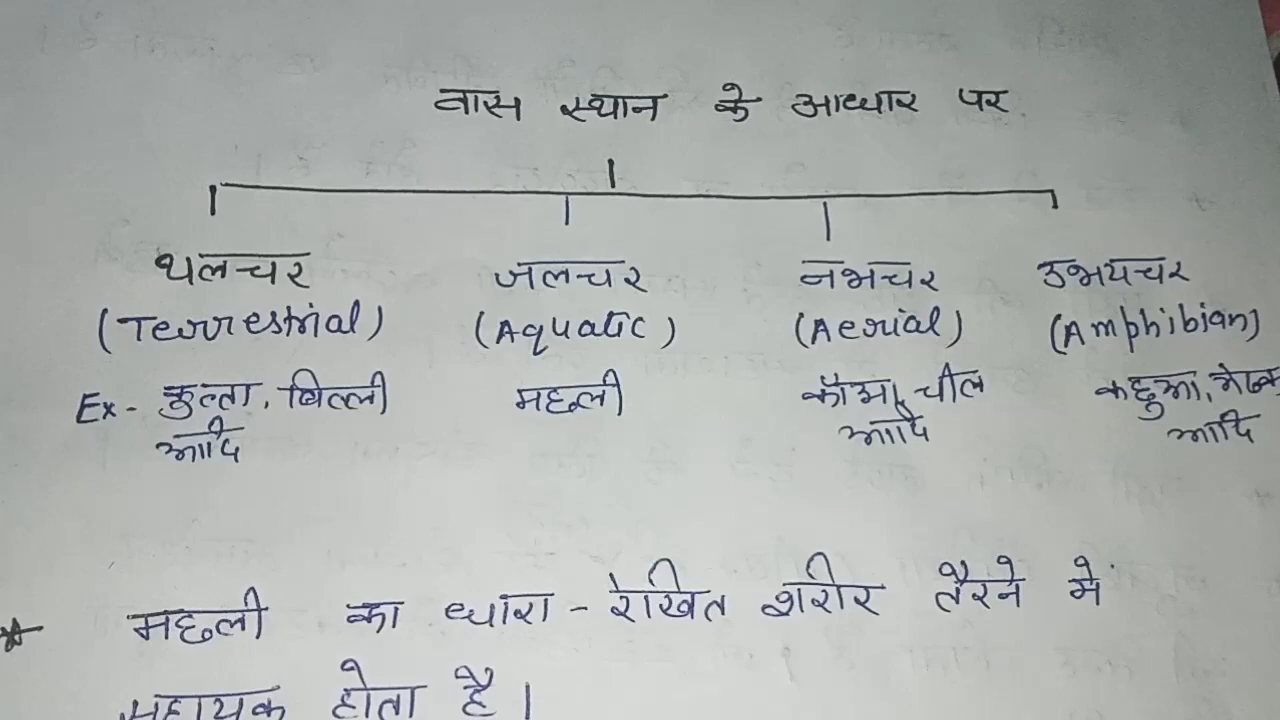 वास स्थान के आधार पर
थलचर जलचर नभचर उभयचर
(Terrestrial) (Aquatic) (Aerial) (Amphibian)
Ex- कुत्ता, बिल्ली मछली कौआ, चील कछुआ,
आदि आदि आदि
* मछली का धारा-रेखित शरीर तैरने में
सहायक होता है।